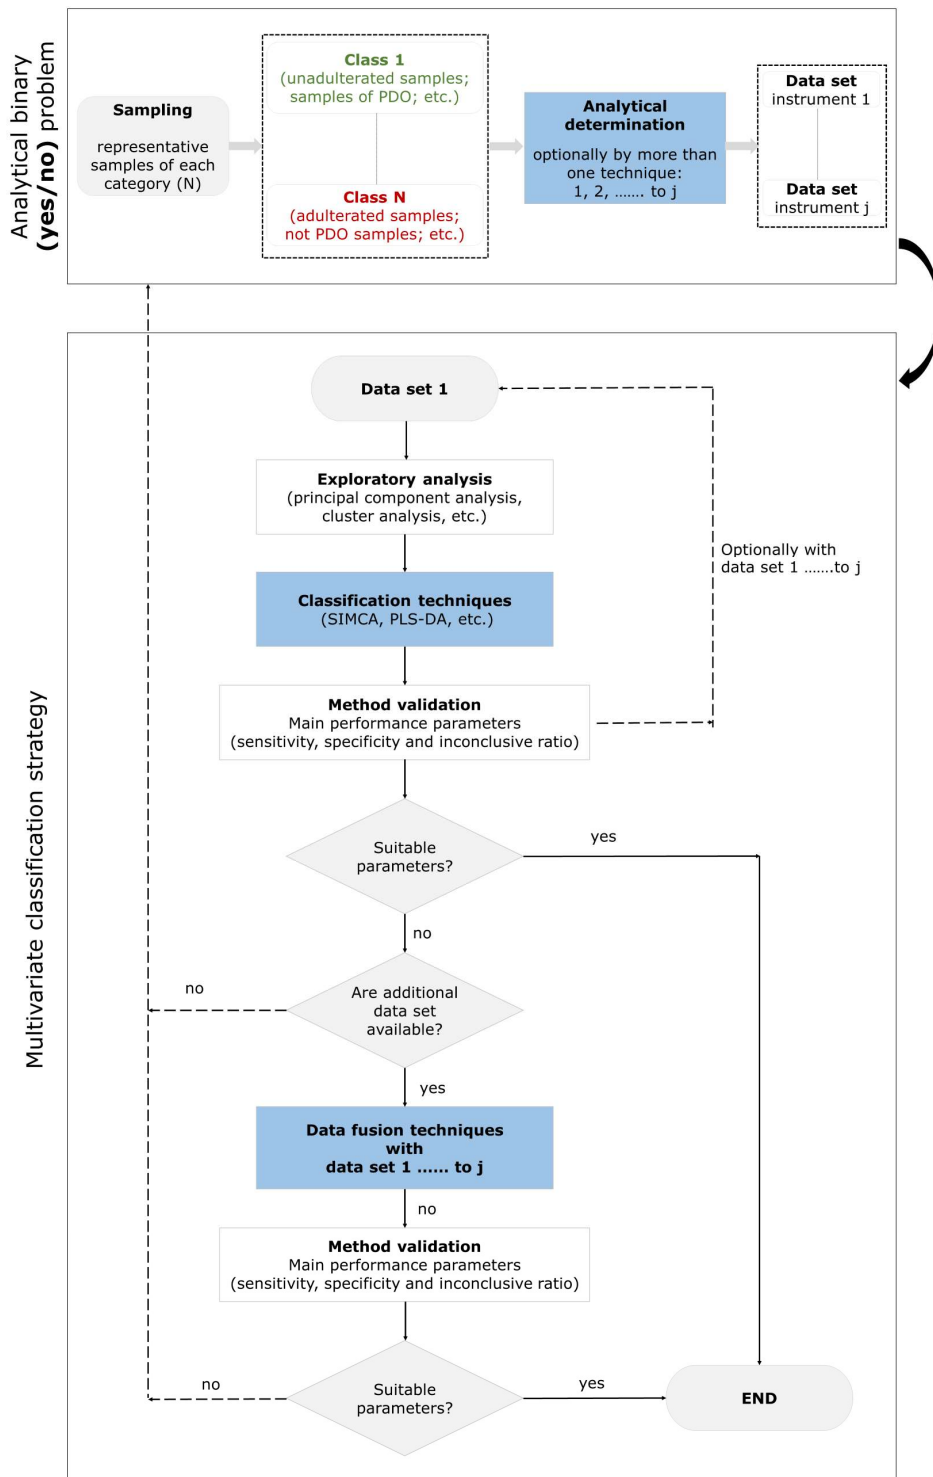 Analytical binary
(yes/no) problem
Sampling
representative
samples of each
category (N)
Class 1
(unadulterated samples;
samples of PDO; etc.)
Class N
(adulterated samples;
not PDO samples; etc.)
Analytical
determination
optionally by more than
one technique:
1, 2, ....... to j
Data set
instrument 1
Data set
instrument j
Multivariate classification strategy
Data set 1
Exploratory analysis
(principal component analysis,
cluster analysis, etc.)
Optionally with
data set 1 .......to j
Classification techniques
(SIMCA, PLS-DA, etc.)
Method validation
Main performance parameters
(sensitivity, specificity and inconclusive ratio)
Suitable
parameters?
yes
no
Are additional
data set
available?
no
yes
Data fusion techniques
with
data set 1 ...... to j
no
Method validation
Main performance parameters
(sensitivity, specificity and inconclusive ratio)
Suitable
parameters?
no
yes
END